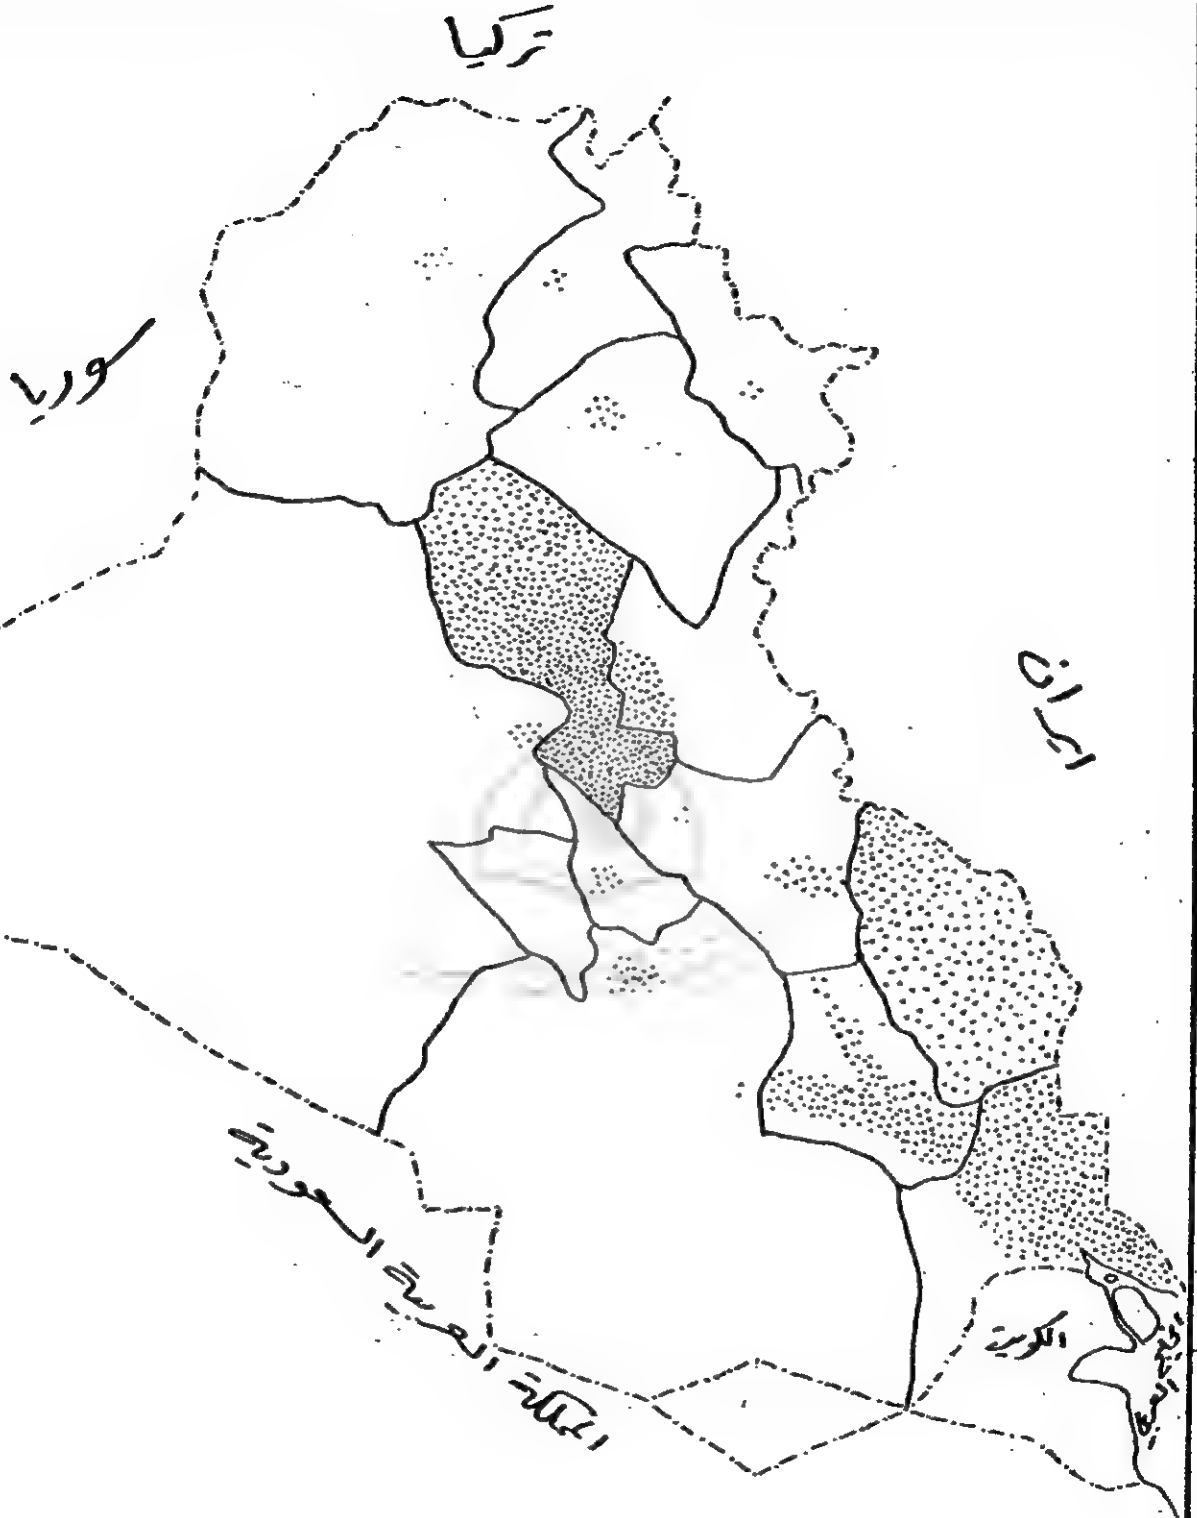 تركيا
سوريا
ايران
المملكة العربية السعودية
الكويت
الخليج العربي